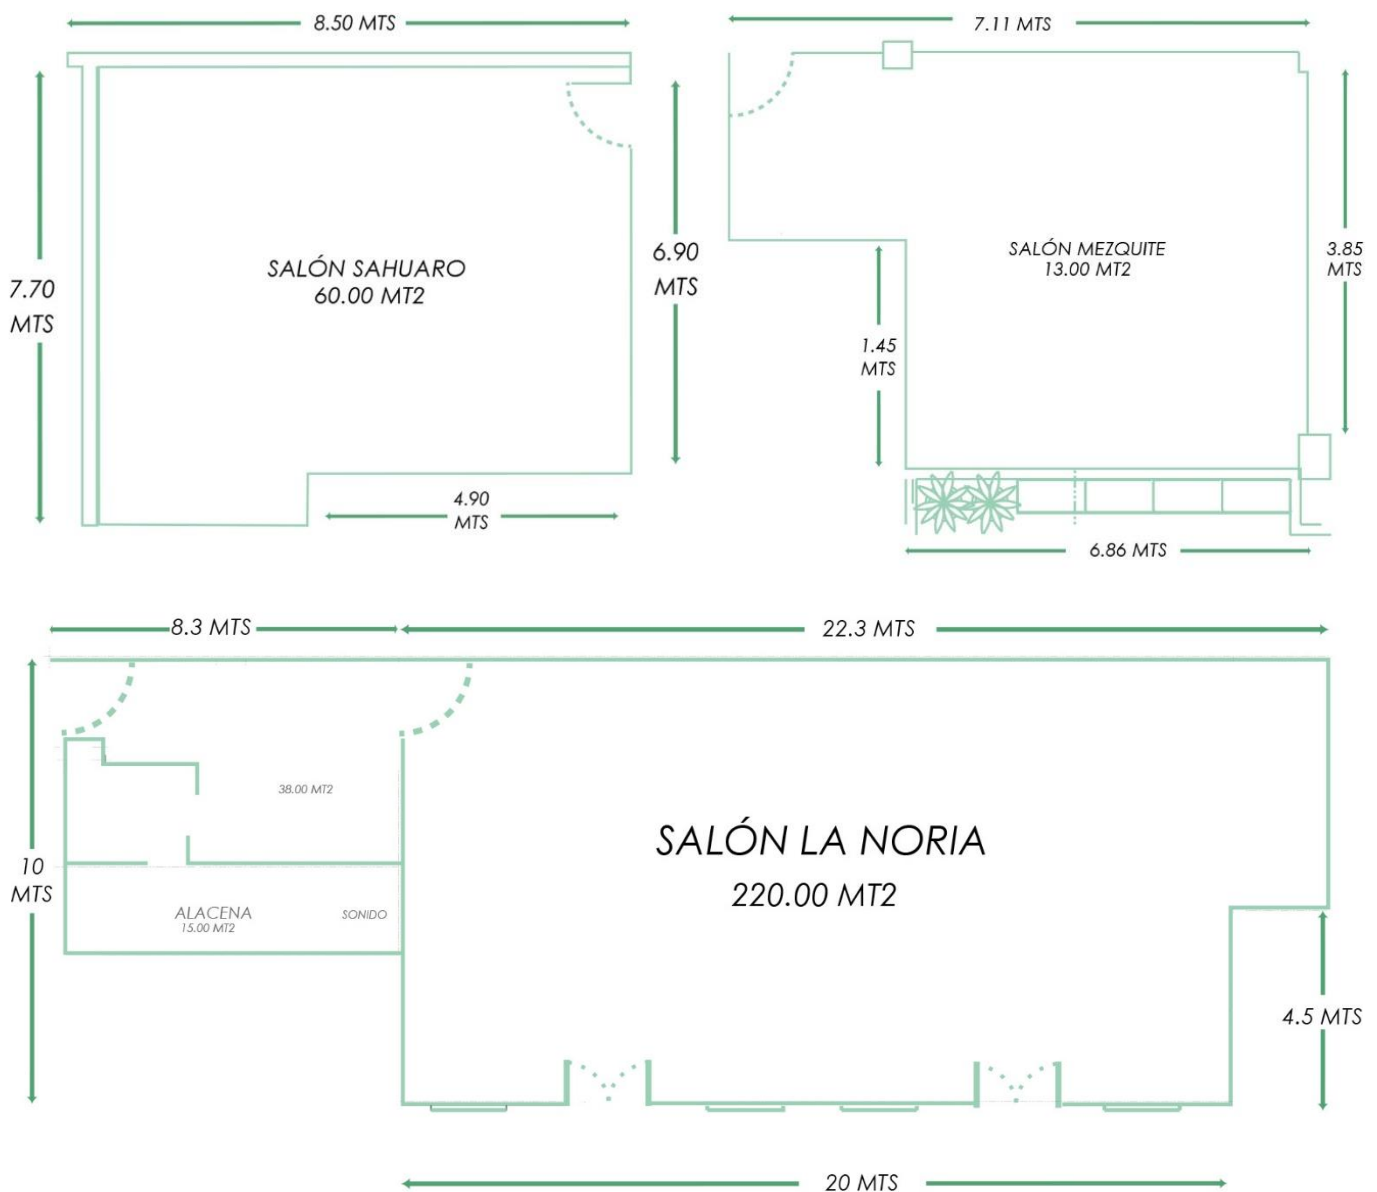 8.50 MTS
7.70
MTS
SALÓN SAHUARO
60.00 MT2
6.90
MTS
4.90
MTS
7.11 MTS
SALÓN MEZQUITE
13.00 MT2
3.85
MTS
1.45
MTS
6.86 MTS
8.3 MTS
22.3 MTS
10
MTS
38.00 MT2
ALACENA
15.00 MT2
SONIDO
SALÓN LA NORIA
220.00 MT2
4.5 MTS
20 MTS